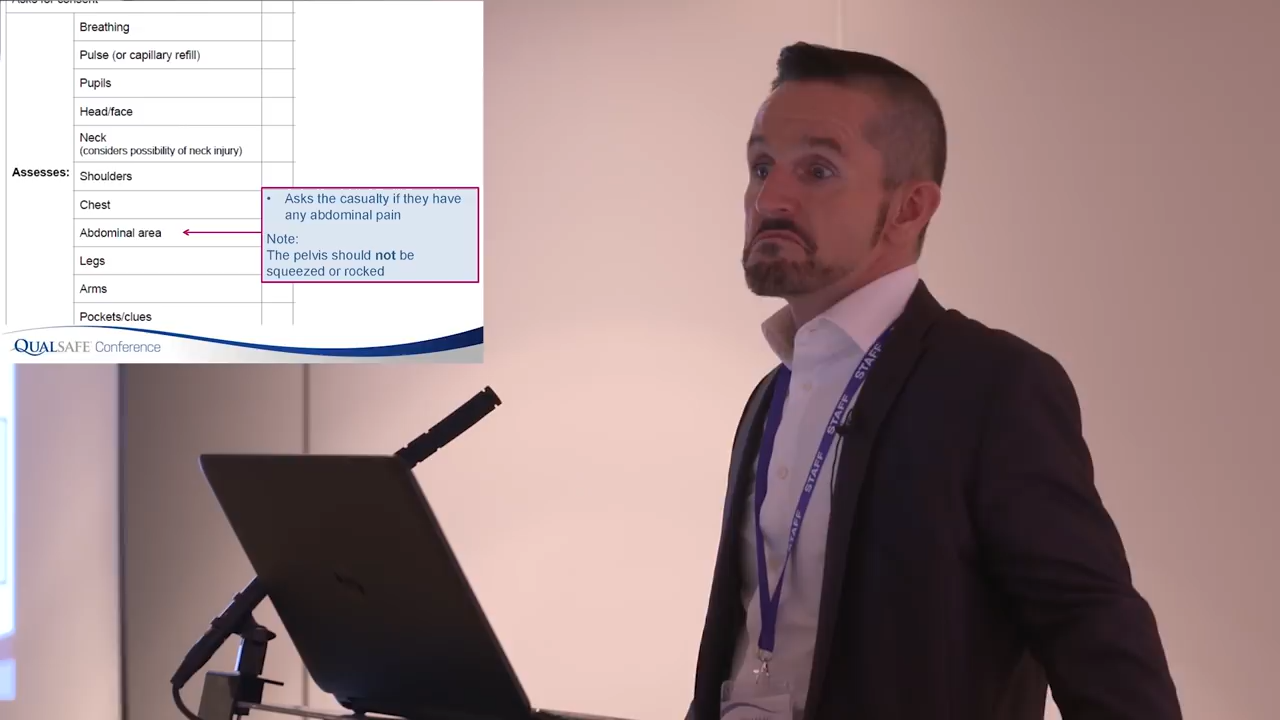 Breathing
Pulse (or capillary refill)
Pupils
Head/face
Neck
(considers possibility of neck injury)
Assesses:
Shoulders
Chest
Abdominal area
Legs
Arms
Pockets/clues
• Asks the casualty if they have
any abdominal pain
Note:
The pelvis should not be
squeezed or rocked
QUALSAFE Conference
STAFF
STAFF
STAFF
STAFF